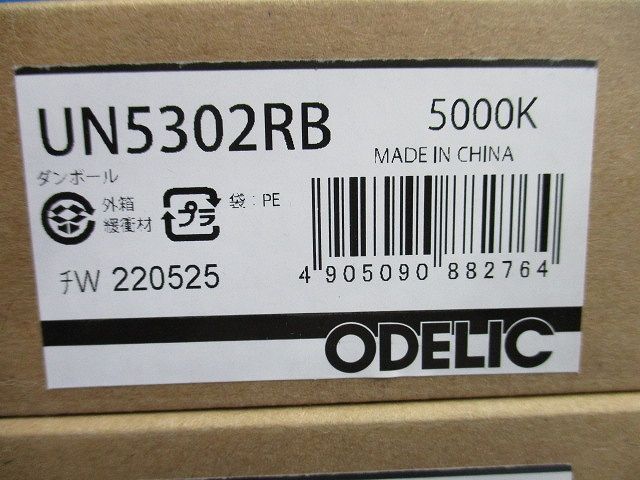 UN5302RB
5000K
MADE IN CHINA
ダンボール
外箱
緩衝材
プラ
袋 : PE
チW 220525
4 905090 882764
ODELIC